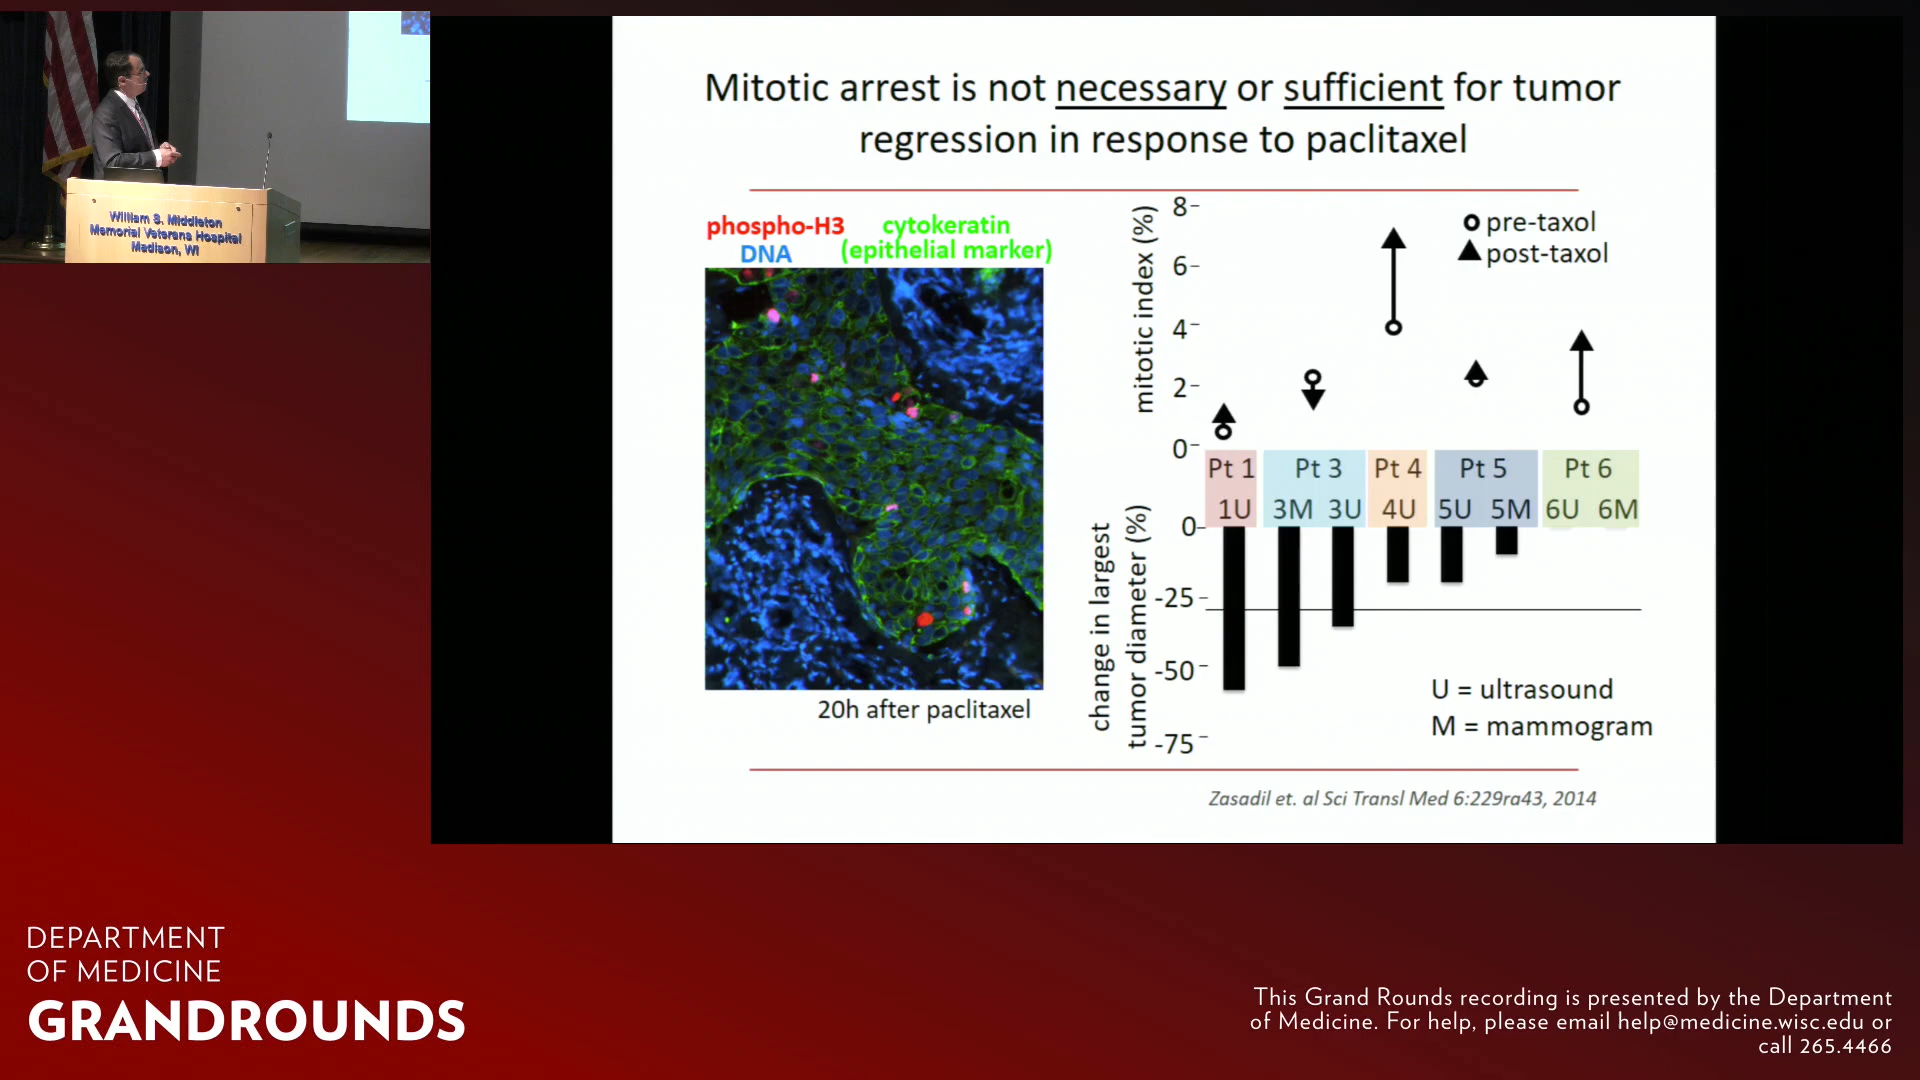 William S. Middleton
Memorial Veterans Hospital
Madison, WI
Mitotic arrest is not necessary or sufficient for tumor
regression in response to paclitaxel
phospho-H3
DNA
cytokeratin
(epithelial marker)
20h after paclitaxel
mitotic index (%)
8
6
4
2
0
pre-taxol
post-taxol
Pt 1 Pt 3 Pt 4 Pt 5 Pt 6
1U 3M 3U 4U 5U 5M 6U 6M
change in largest
tumor diameter (%)
0
-25
-50
-75
U = ultrasound
M = mammogram
Zasadil et. al Sci Transl Med 6:229ra43, 2014
DEPARTMENT
OF MEDICINE
GRANDROUNDS
This Grand Rounds recording is presented by the Department
of Medicine. For help, please email help@medicine.wisc.edu or
call 265.4466